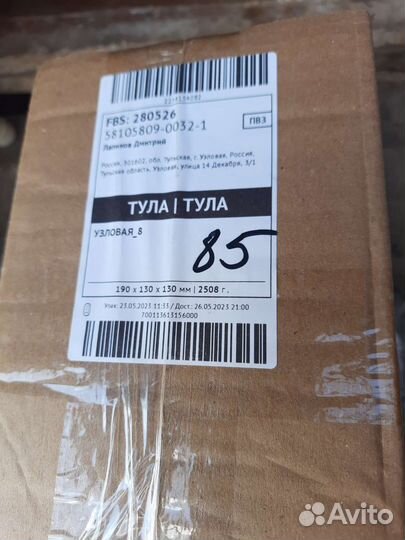 FBS: 280526
58105809-0032-1
ПВЗ
Лапиков Дмитрий
Россия, 301602, обл. Тульская, г. Узловая, Россия,
Тульская область, Узловая, улица 14 Декабря, 3/1
ТУЛА | ТУЛА
УЗЛОВАЯ_8
85
190 x 130 x 130 мм | 2508 г.
Упак: 23.05.2023 11:33 / Дост: 26.05.2023 21:00
700113613156000
Avito